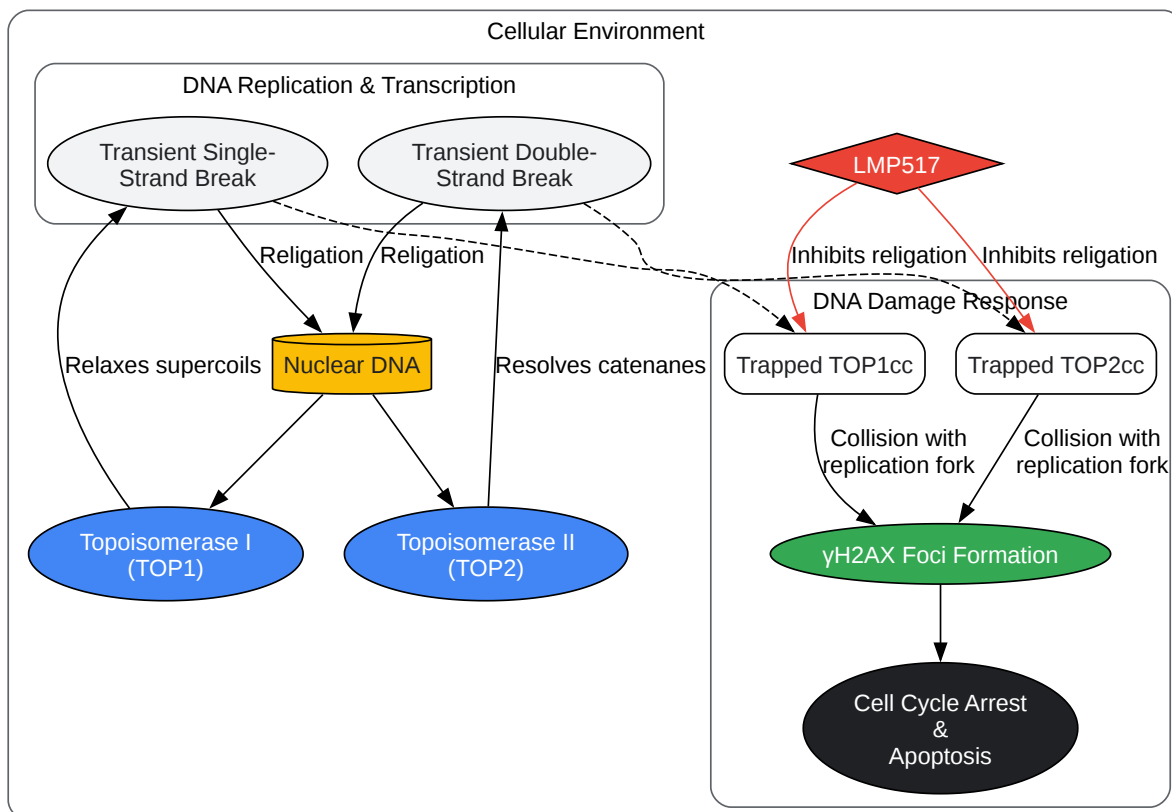 Cellular Environment
DNA Replication & Transcription
Transient Single-
Strand Break
Transient Double-
Strand Break
LMP517
Religation
Religation
Inhibits religation
Inhibits religation
DNA Damage Response
Relaxes supercoils
Nuclear DNA
Resolves catenanes
Trapped TOP1cc
Trapped TOP2cc
Collision with
replication fork
Collision with
replication fork
Topoisomerase I
(TOP1)
Topoisomerase II
(TOP2)
γH2AX Foci Formation
Cell Cycle Arrest
&
Apoptosis